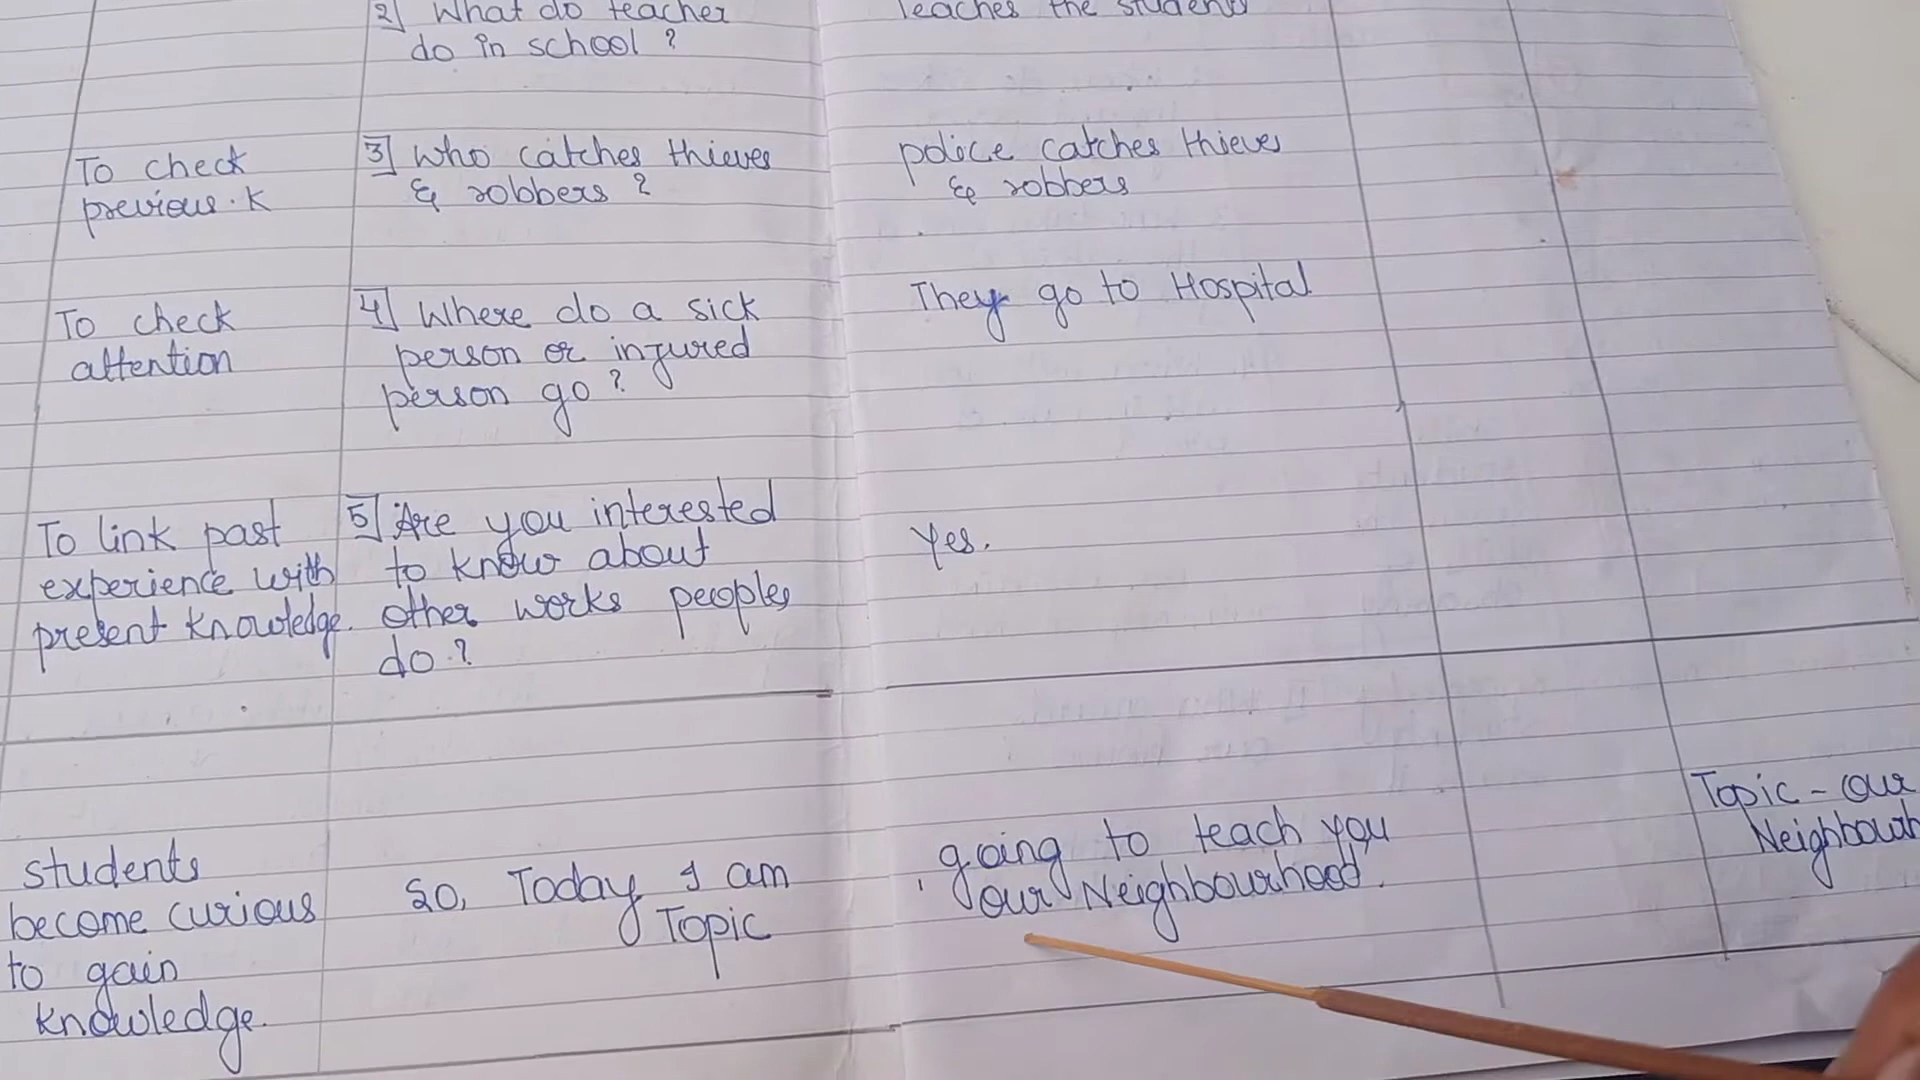 2] What do teacher
do in school ?
Teaches the students
To check
previous. K
3] Who catches thieves
& robbers ?
police catches thieves
& robbers
To check
attention
4] Where do a sick
person or injured
person go ?
They go to Hospital
To link past
experience with
present knowledge.
5] Are you interested
to know about
other works peoples
do ?
Yes.
students
become curious
to gain
knowledge.
So, Today I am going to teach you
Topic our Neighbourhood.
Topic - Our
Neighbourh